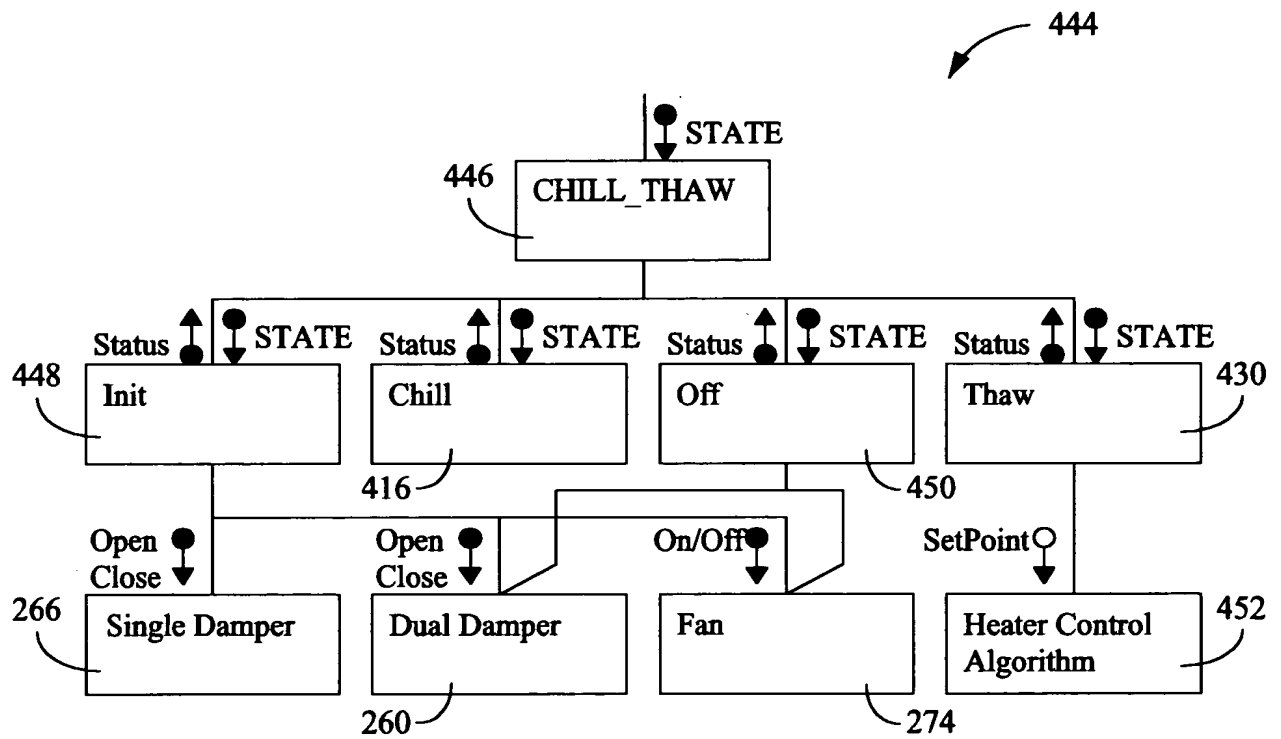 444
STATE
446
CHILL_THAW
Status
STATE
Status
STATE
Status
STATE
Status
STATE
448
Init
Chill
Off
Thaw
430
416
450
Open
Close
Open
Close
On/Off
SetPoint
266
Single Damper
Dual Damper
Fan
Heater Control
Algorithm
452
260
274